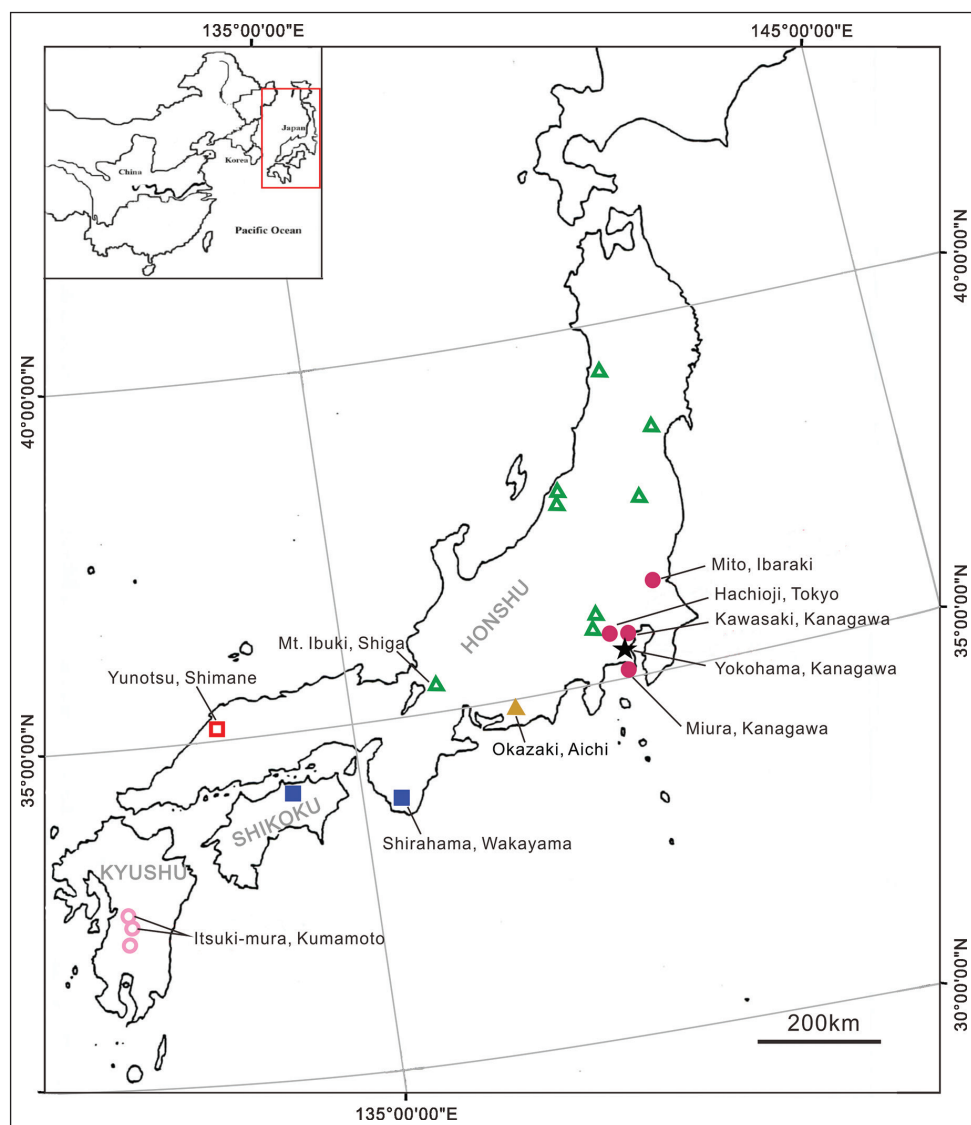 135°00'00"E
145°00'00"E
Japan
Korea
China
Pacific Ocean
40°00'00"N
40°00'00"N
Mito, Ibaraki
Hachioji, Tokyo
35°00'00"N
Kawasaki, Kanagawa
HONSHU
Mt. Ibuki, Shiga
Yokohama, Kanagawa
Yunotsu, Shimane
Miura, Kanagawa
Okazaki, Aichi
35°00'00"N
SHIKOKU
Shirahama, Wakayama
KYUSHU
Itsuki-mura, Kumamoto
30°00'00"N
200km
135°00'00"E